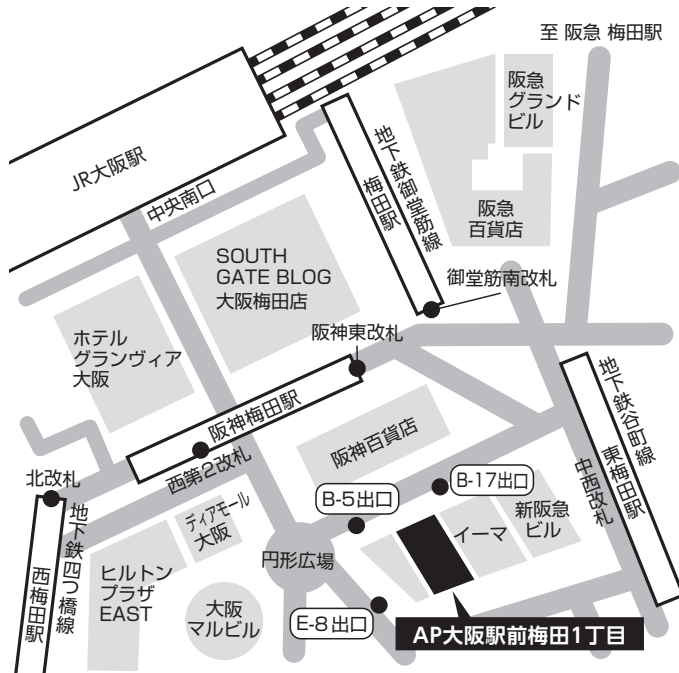 至 阪急 梅田駅
阪急
グランド
ビル
JR大阪駅
中央南口
地下鉄御堂筋線
梅田駅
阪急
百貨店
SOUTH
GATE BLOG
大阪梅田店
御堂筋南改札
ホテル
グランヴィア
大阪
阪神東改札
阪神梅田駅
西第2改札
阪神百貨店
地下鉄谷町線
東梅田駅
中西改札
北改札
地下鉄四つ橋線
西梅田駅
ディアモール
大阪
B-5出口
B-17出口
新阪急
ビル
イーマ
円形広場
ヒルトン
プラザ
EAST
大阪
マルビル
E-8出口
AP大阪駅前梅田1丁目